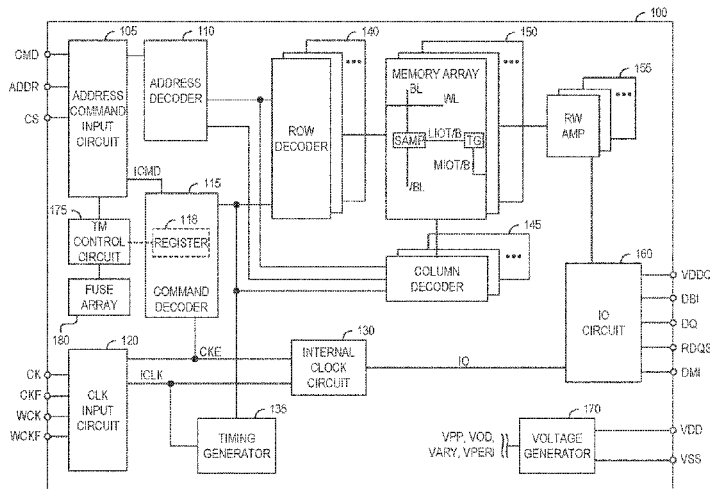 100
105
110
140
150
CMD
ADDR
CS
ADDRESS
COMMAND
INPUT
CIRCUIT
ADDRESS
DECODER
ROW
DECODER
MEMORY ARRAY
BL
WL
SAMP
LIOT/B
TG
MIOT/B
/BL
155
RW
AMP
ICMD
115
175
TM
CONTROL
CIRCUIT
118
REGISTER
COMMAND
DECODER
FUSE
ARRAY
180
145
COLUMN
DECODER
160
IO
CIRCUIT
VDDQ
DBI
DQ
RDQS
DMI
120
CK
CKF
WCK
WCKF
CLK
INPUT
CIRCUIT
CKE
ICLK
130
INTERNAL
CLOCK
CIRCUIT
IO
135
TIMING
GENERATOR
VPP, VOD,
VARY, VPERI
170
VOLTAGE
GENERATOR
VDD
VSS